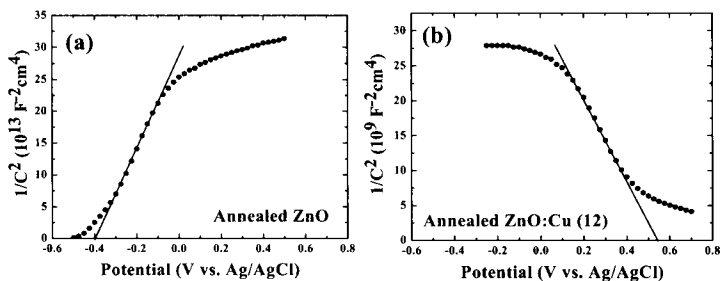 (a)
1/C² (10¹³ F⁻²cm⁴)
35
30
25
20
15
10
5
0
Annealed ZnO
-0.6 -0.4 -0.2 0.0 0.2 0.4 0.6 0.8
Potential (V vs. Ag/AgCl)
(b)
1/C² (10⁹ F⁻²cm⁴)
30
25
20
15
10
5
0
Annealed ZnO:Cu (12)
-0.4 -0.2 0.0 0.2 0.4 0.6 0.8
Potential (V vs. Ag/AgCl)